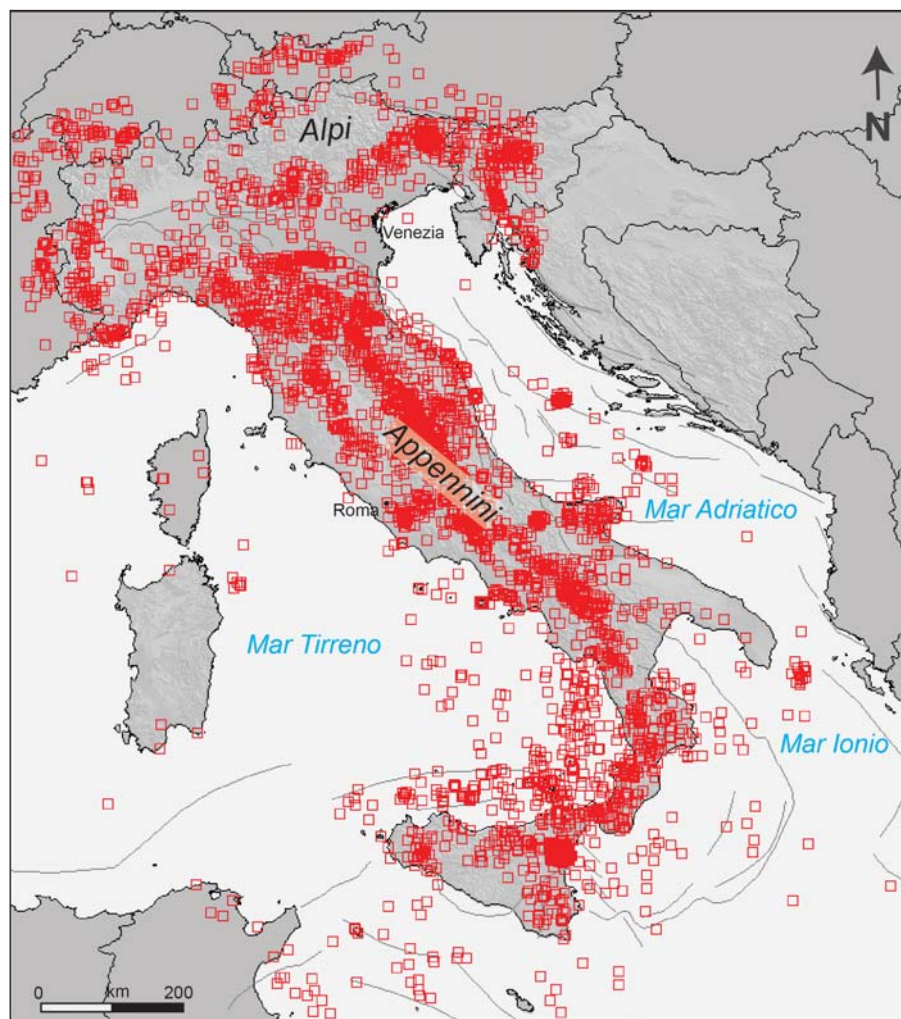 N
Alpi
Venezia
Appennini
Roma
Mar Adriatico
Mar Tirreno
Mar Ionio
0 km 200